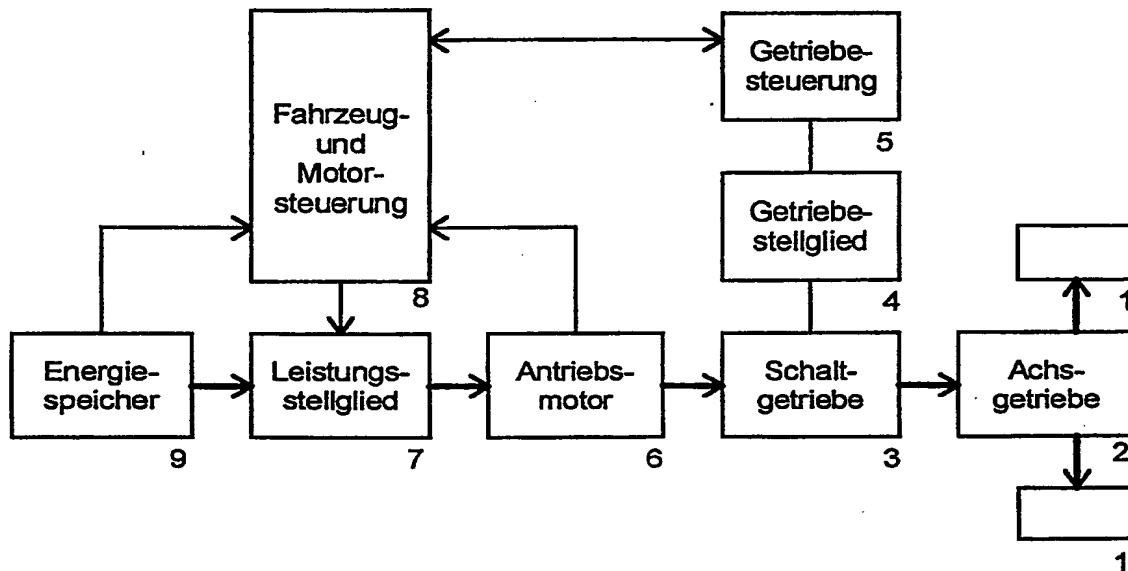 Fahrzeug-
und
Motor-
steuerung
8
Getriebe-
steuerung
5
Getriebe-
stellglied
4
1
Energie-
speicher
9
Leistungs-
stellglied
7
Antriebs-
motor
6
Schalt-
getriebe
3
Achs-
getriebe
2
1